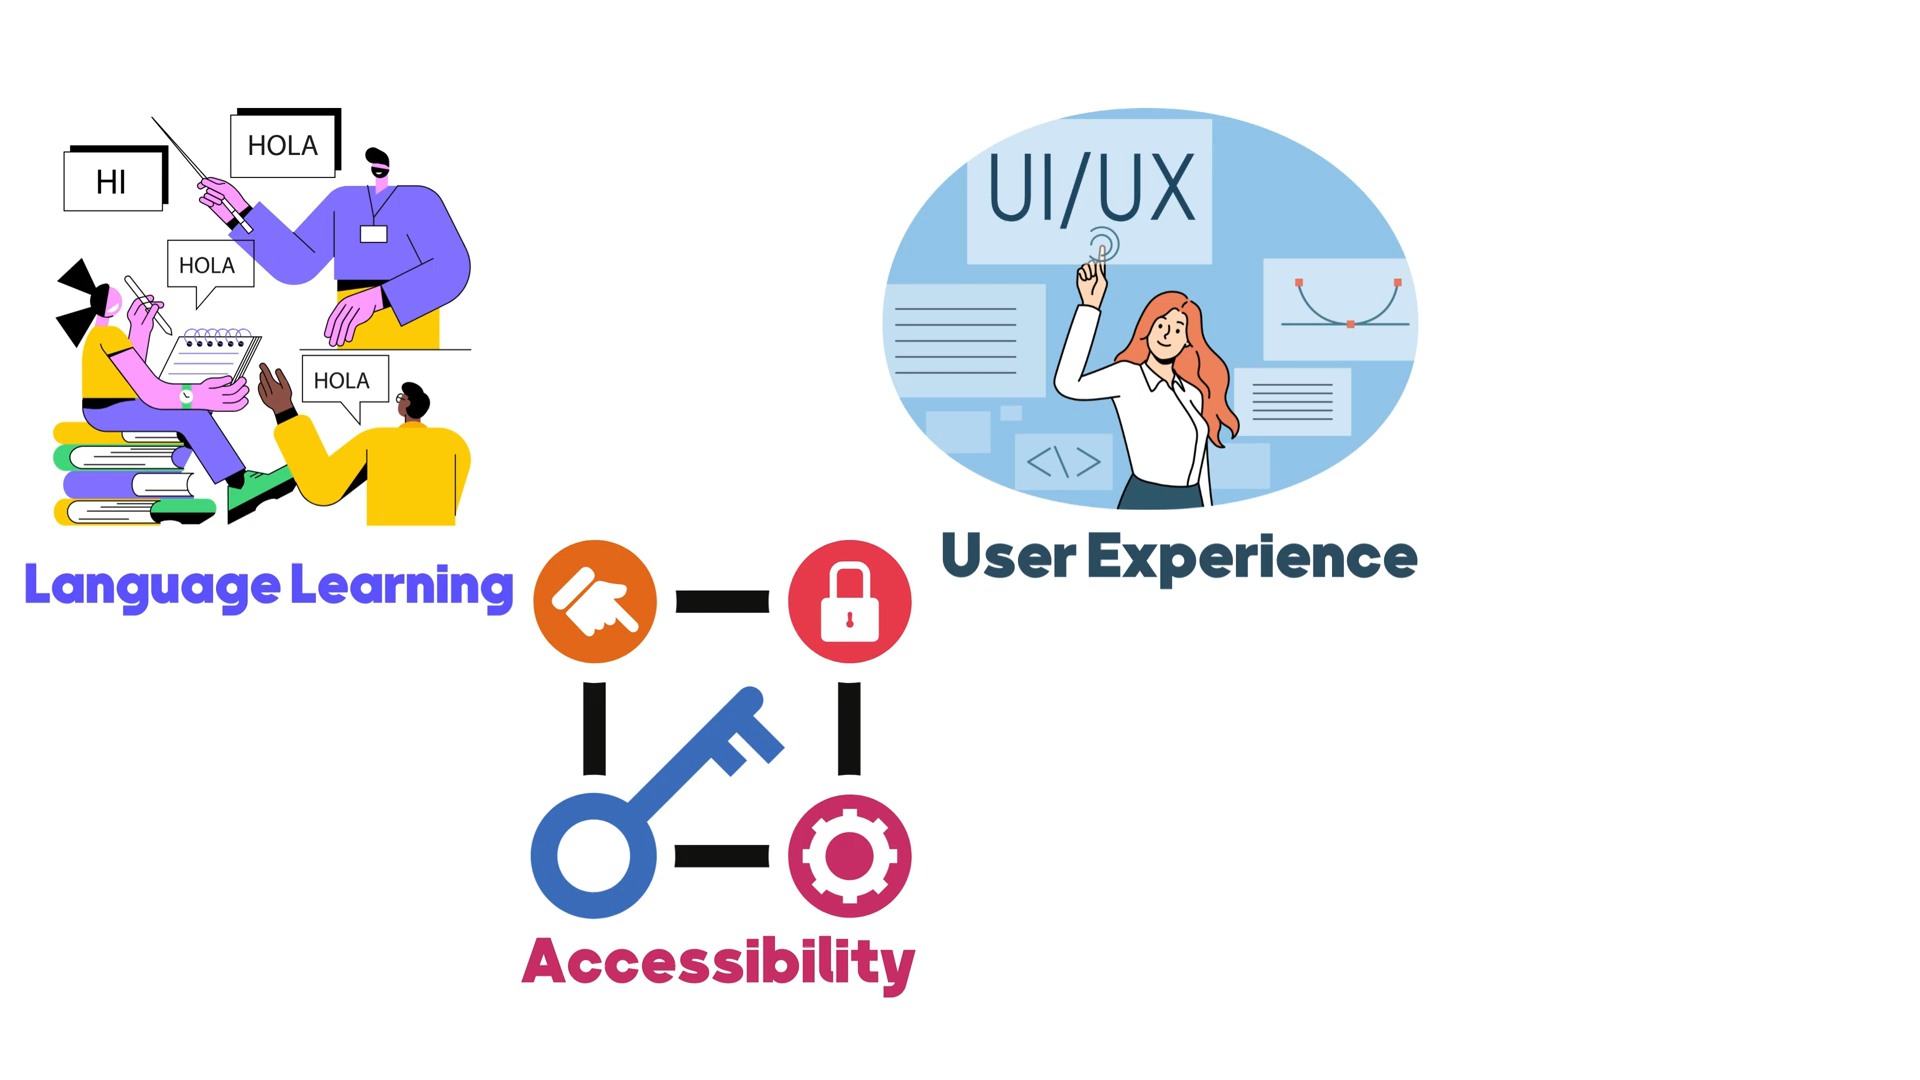 HOLA
HI
HOLA
HOLA
Language Learning
UI/UX
<\>
User Experience
Accessibility